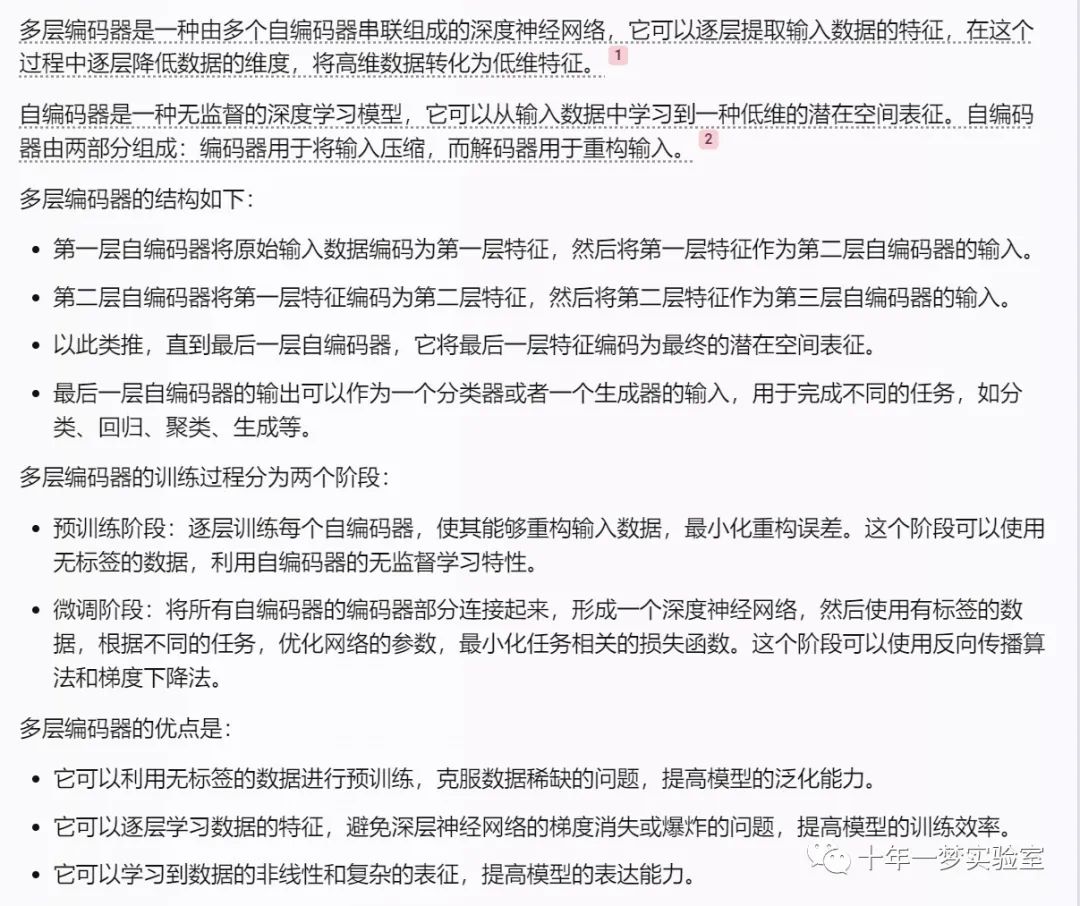 多层编码器是一种由多个自编码器串联组成的深度神经网络，它可以逐层提取输入数据的特征，在这个
过程中逐层降低数据的维度，将高维数据转化为低维特征。 1
自编码器是一种无监督的深度学习模型，它可以从输入数据中学习到一种低维的潜在空间表征。自编码
器由两部分组成：编码器用于将输入压缩，而解码器用于重构输入。 2
多层编码器的结构如下：
• 第一层自编码器将原始输入数据编码为第一层特征，然后将第一层特征作为第二层自编码器的输入。
• 第二层自编码器将第一层特征编码为第二层特征，然后将第二层特征作为第三层自编码器的输入。
• 以此类推，直到最后一层自编码器，它将最后一层特征编码为最终的潜在空间表征。
• 最后一层自编码器的输出可以作为一个分类器或者一个生成器的输入，用于完成不同的任务，如分
类、回归、聚类、生成等。
多层编码器的训练过程分为两个阶段：
• 预训练阶段：逐层训练每个自编码器，使其能够重构输入数据，最小化重构误差。这个阶段可以使用
无标签的数据，利用自编码器的无监督学习特性。
• 微调阶段：将所有自编码器的编码器部分连接起来，形成一个深度神经网络，然后使用有标签的数
据，根据不同的任务，优化网络的参数，最小化任务相关的损失函数。这个阶段可以使用反向传播算
法和梯度下降法。
多层编码器的优点是：
• 它可以利用无标签的数据进行预训练，克服数据稀缺的问题，提高模型的泛化能力。
• 它可以逐层学习数据的特征，避免深层神经网络的梯度消失或爆炸的问题，提高模型的训练效率。
• 它可以学习到数据的非线性和复杂的表征，提高模型的表达能力。
十年一梦实验室